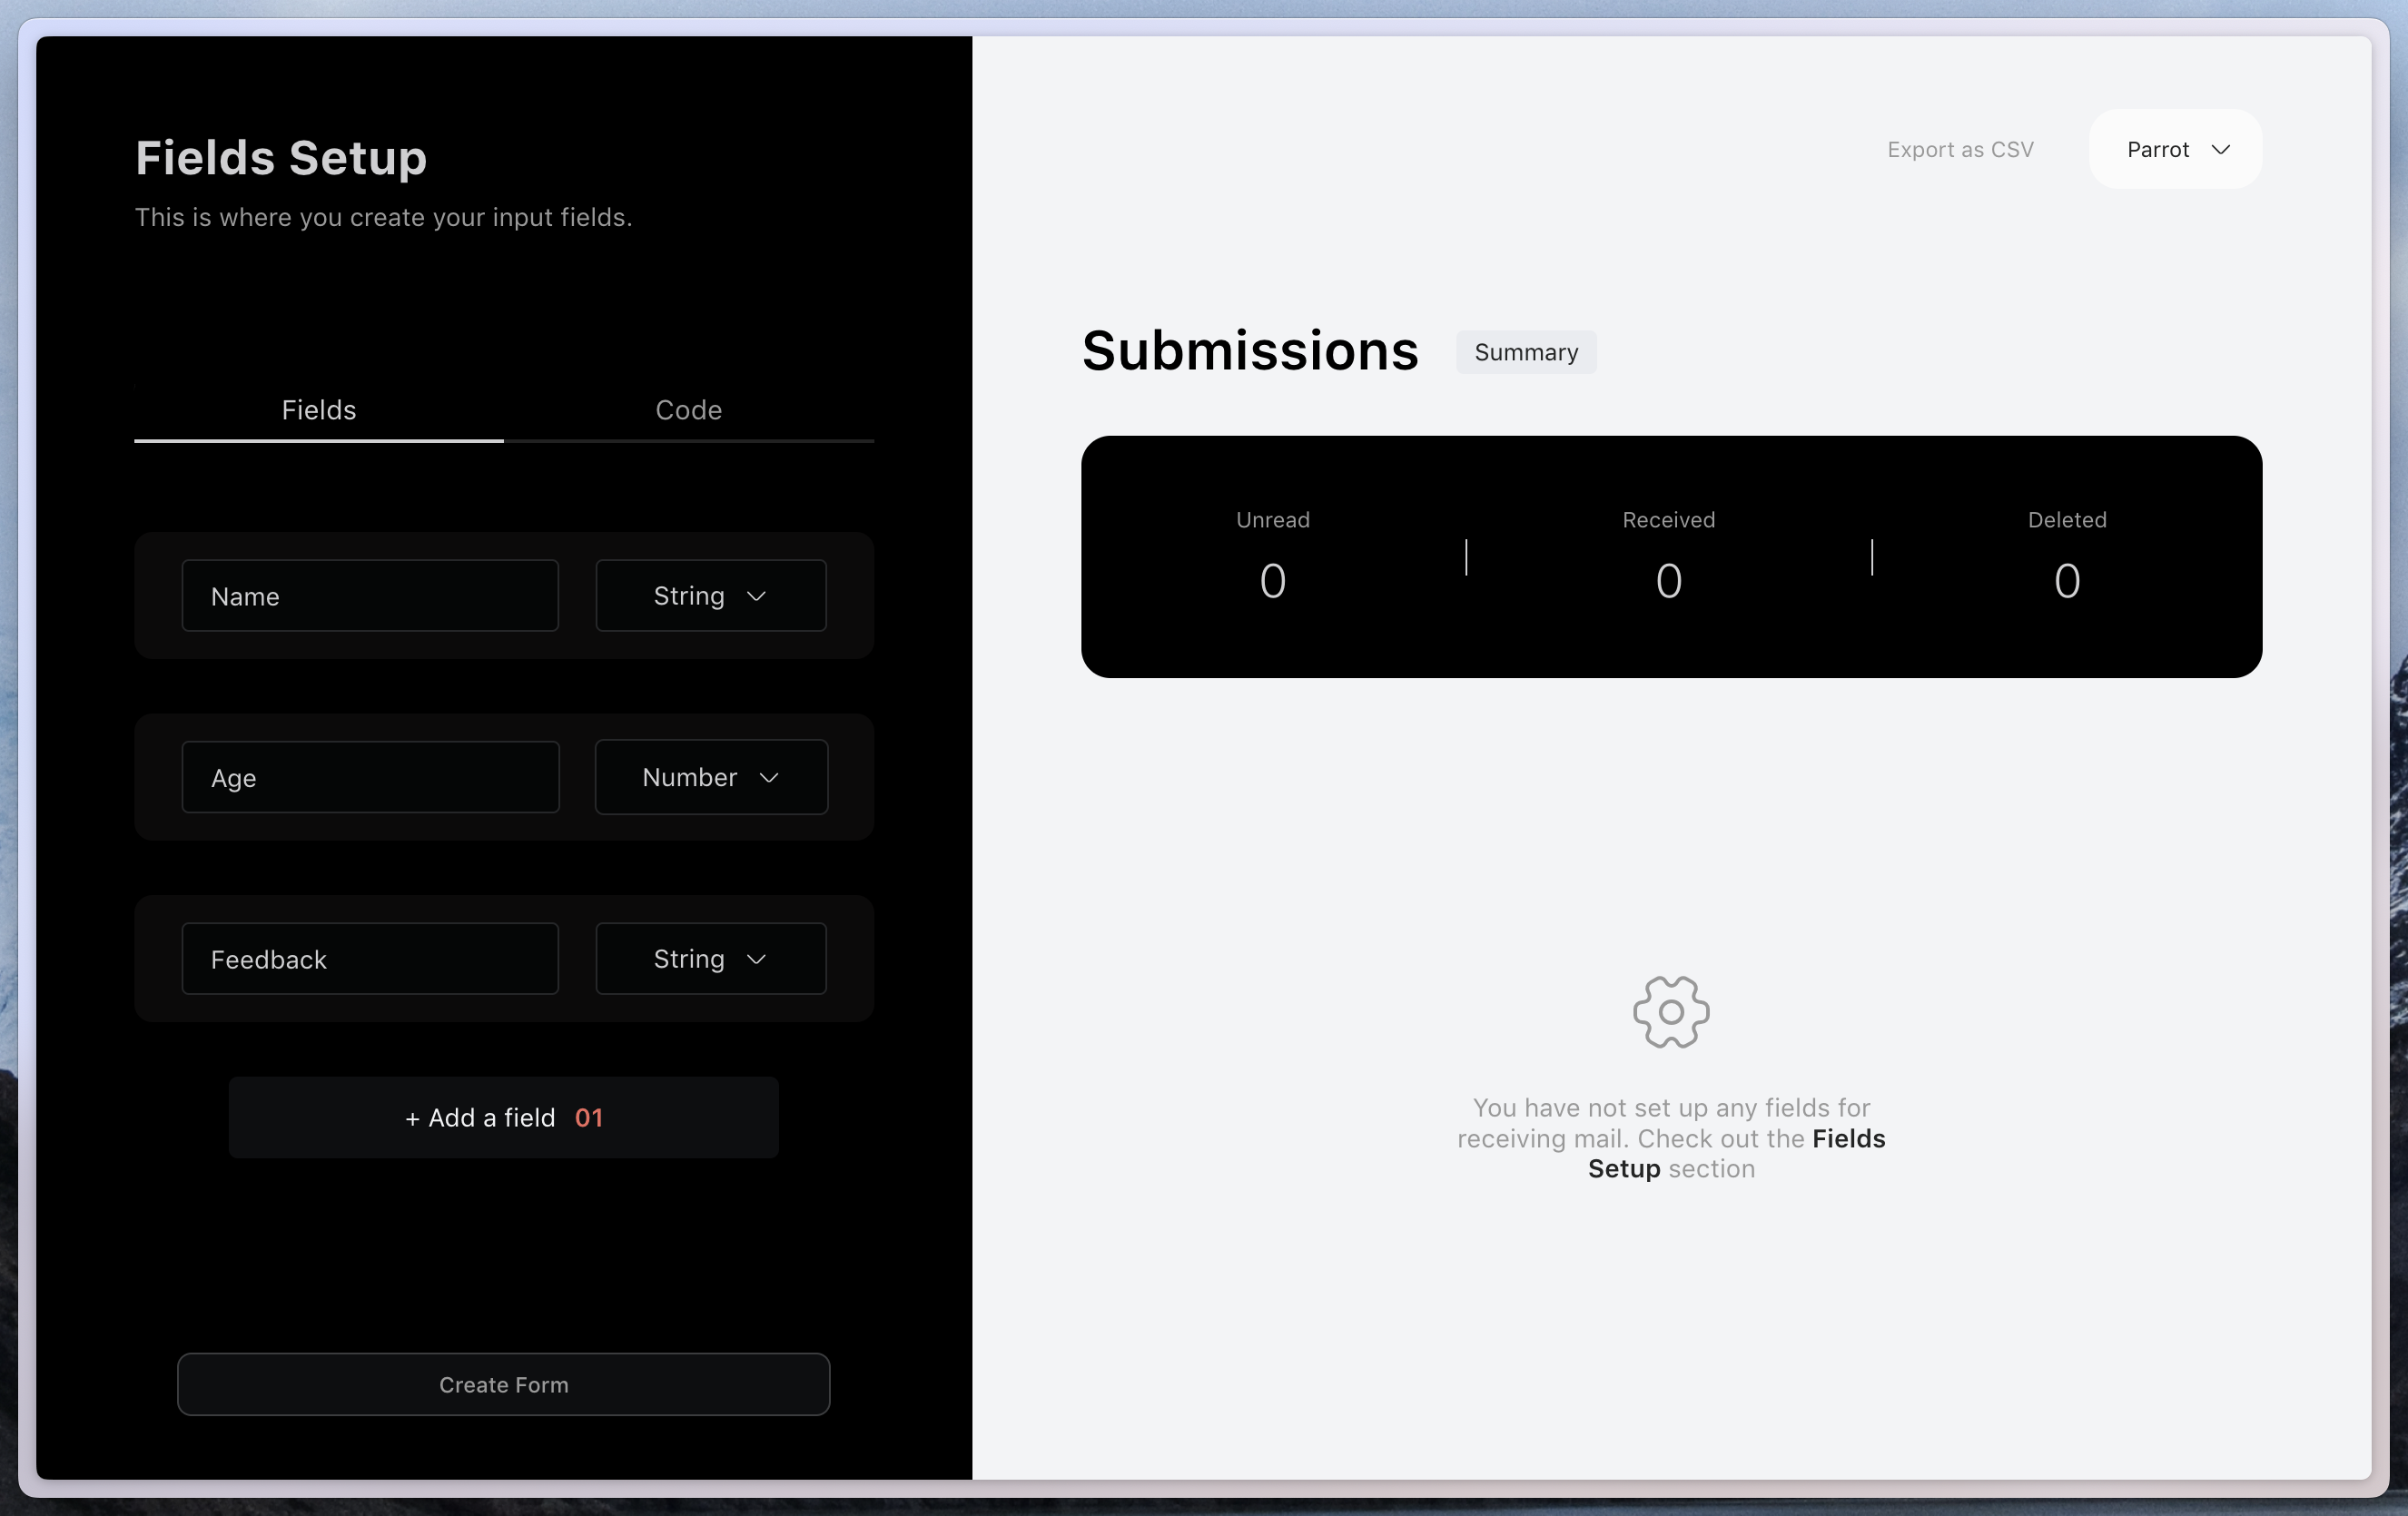 Fields Setup
This is where you create your input fields.
Fields
Code
Name
String
Age
Number
Feedback
String
+ Add a field 01
Create Form
Export as CSV
Parrot
Submissions
Summary
Unread
0
Received
0
Deleted
0
You have not set up any fields for
receiving mail. Check out the Fields
Setup section